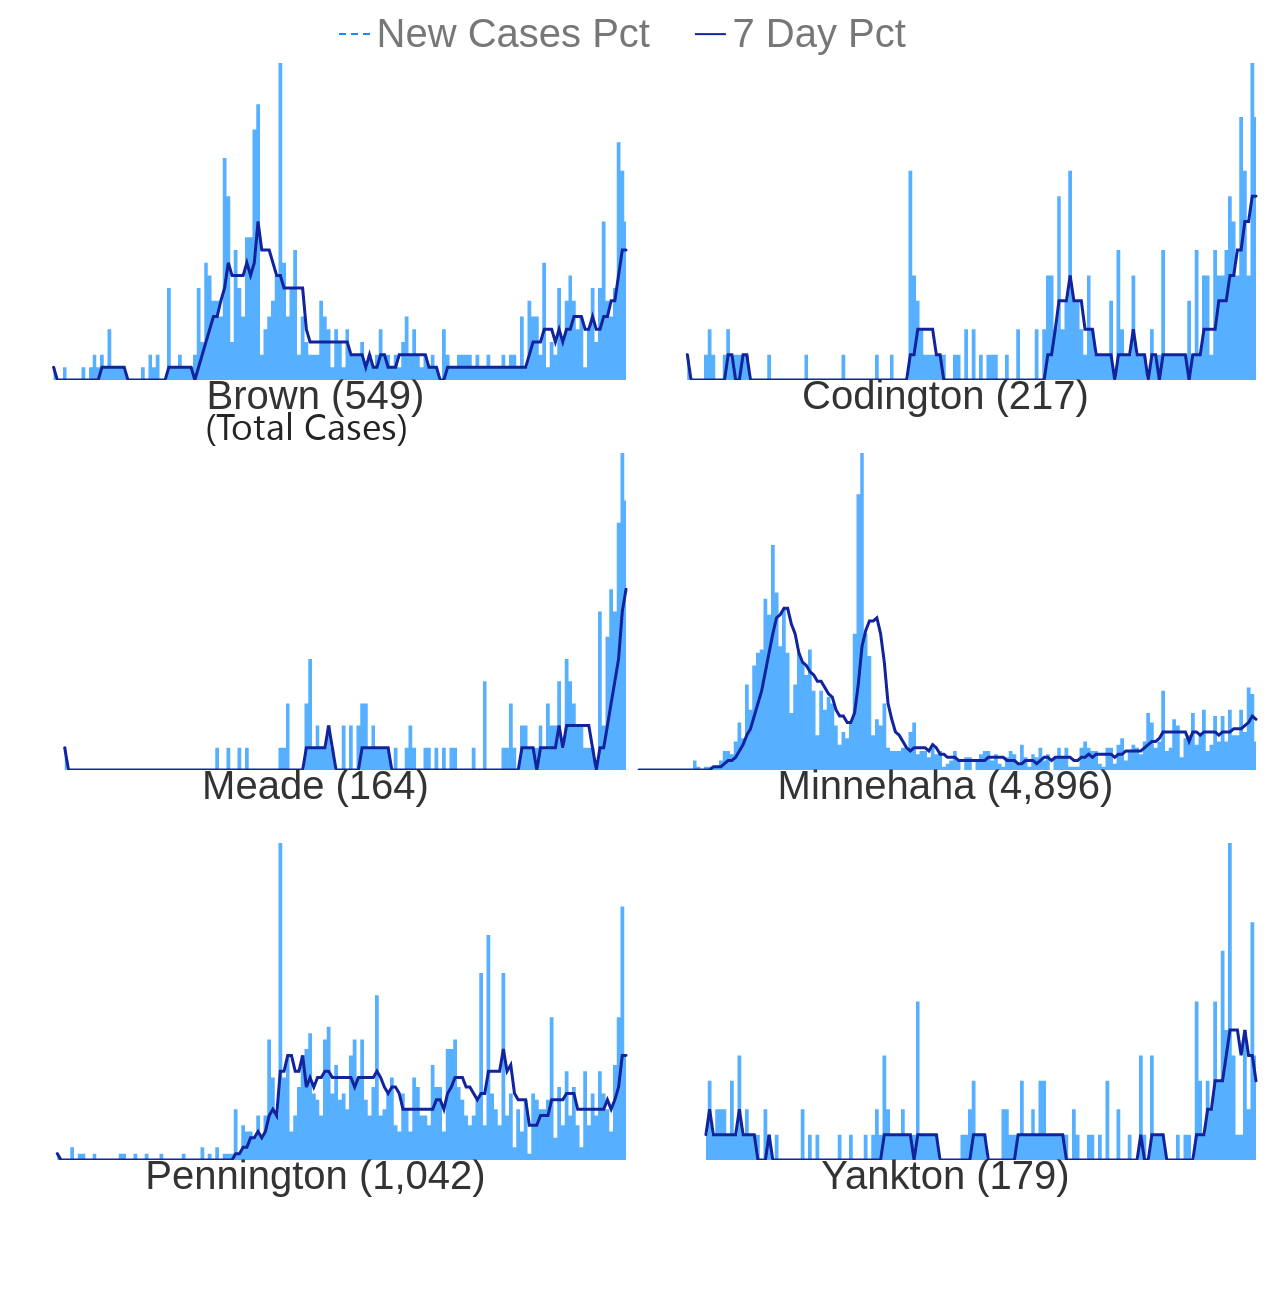 New Cases Pct 7 Day Pct
Brown (549)
(Total Cases)
Codington (217)
Meade (164)
Minnehaha (4,896)
Pennington (1,042)
Yankton (179)